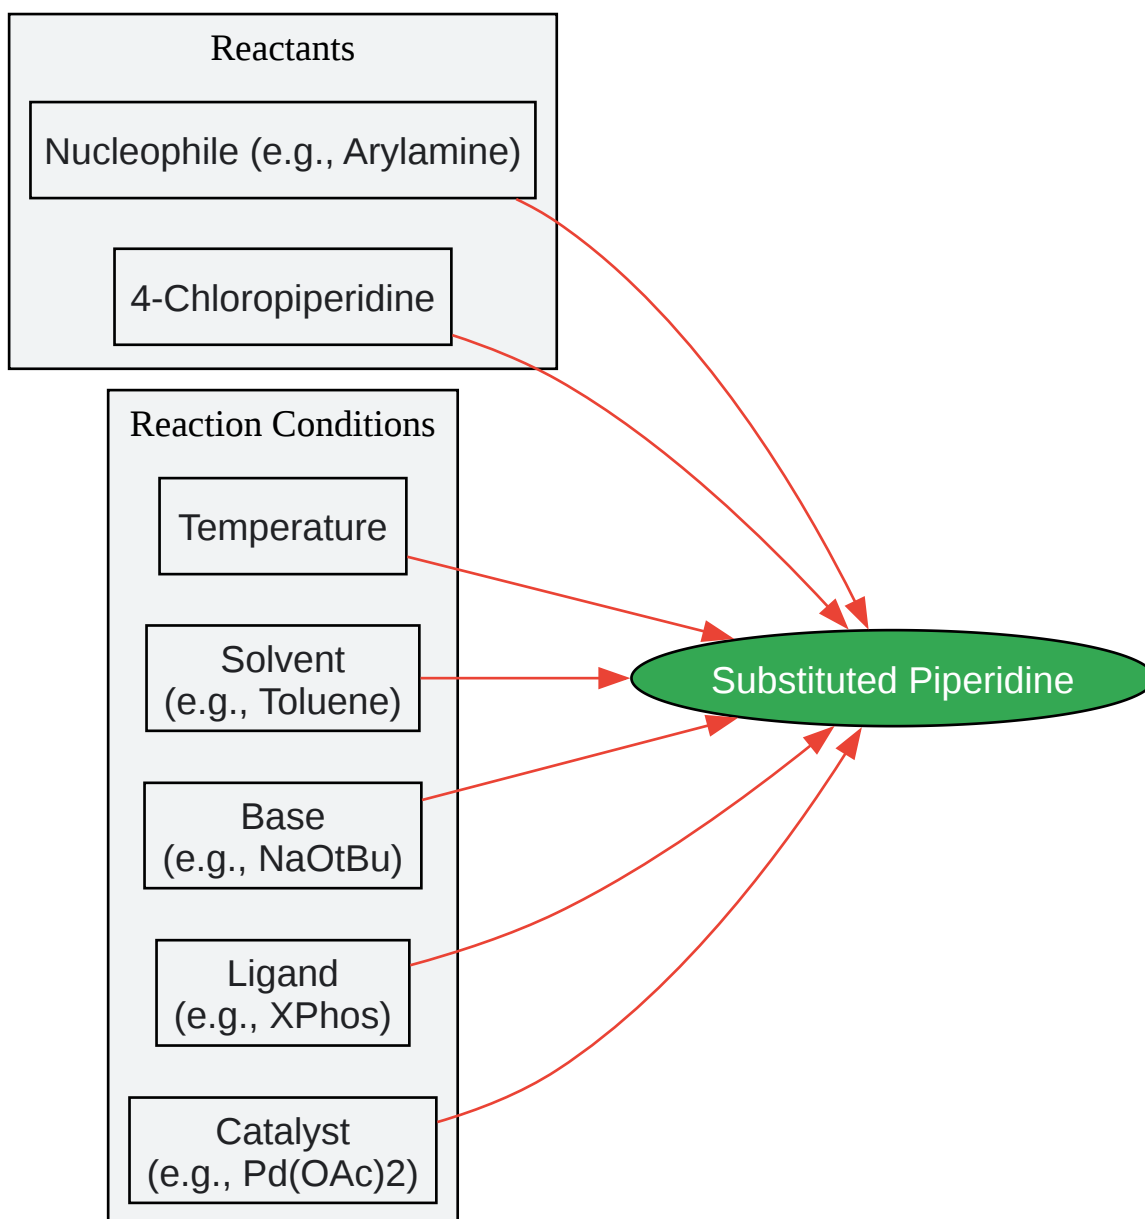 Reactants
Nucleophile (e.g., Arylamine)
4-Chloropiperidine
Reaction Conditions
Temperature
Solvent
(e.g., Toluene)
Base
(e.g., NaOtBu)
Ligand
(e.g., XPhos)
Catalyst
(e.g., Pd(OAc)2)
Substituted Piperidine